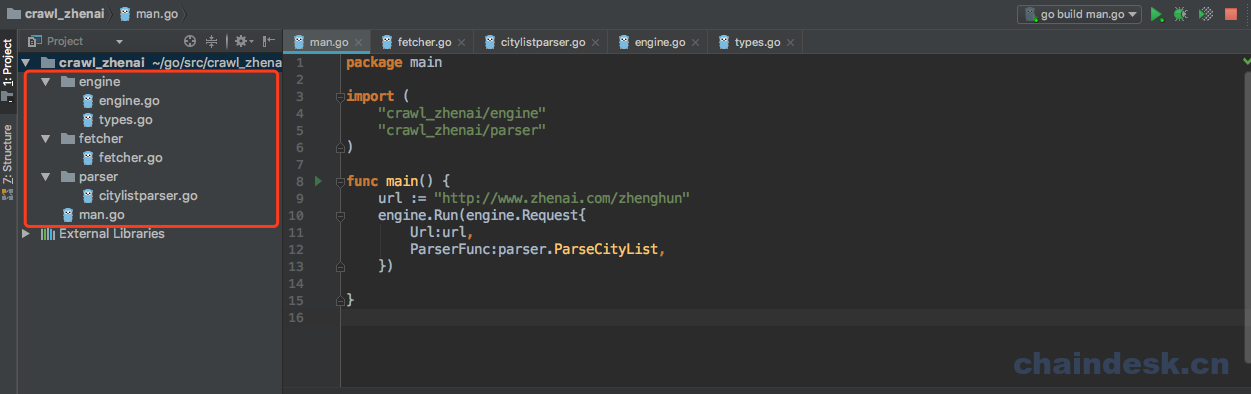 crawl_zhenai
man.go
go build man.go
1: Project
7: Structure
Project
crawl_zhenai ~/go/src/crawl_zhena
engine
engine.go
types.go
fetcher
fetcher.go
parser
citylistparser.go
man.go
External Libraries
man.go
fetcher.go
citylistparser.go
engine.go
types.go
1 package main
2
3 import (
4 "crawl_zhenai/engine"
5 "crawl_zhenai/parser"
6 )
7
8 func main() {
9 url := "http://www.zhenai.com/zhenghun"
10 engine.Run(engine.Request{
11 Url:url,
12 ParserFunc:parser.ParseCityList,
13 })
14
15 }
16
chaindesk.cn